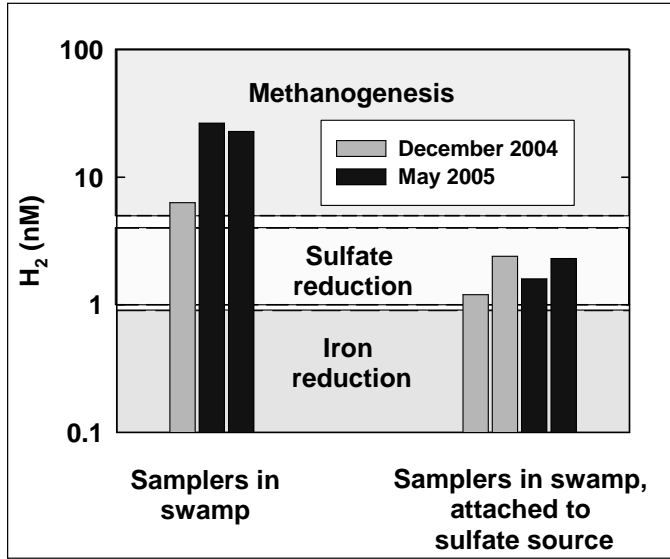 100
Methanogenesis
December 2004
May 2005
10
H2 (nM)
Sulfate
reduction
1
Iron
reduction
0.1
Samplers in
swamp
Samplers in swamp,
attached to
sulfate source